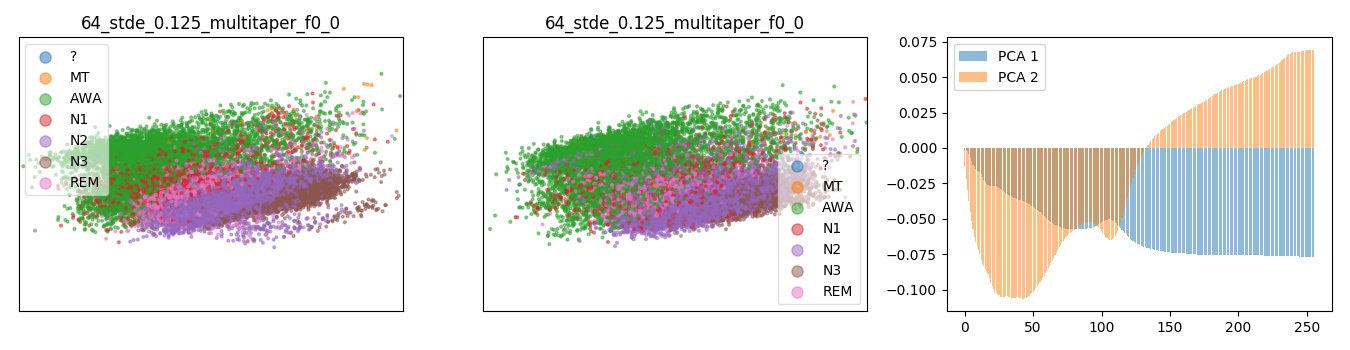 64_stde_0.125_multitaper_f0_0
?
MT
AWA
N1
N2
N3
REM
64_stde_0.125_multitaper_f0_0
?
MT
AWA
N1
N2
N3
REM
PCA 1
PCA 2
0.075
0.050
0.025
0.000
−0.025
−0.050
−0.075
−0.100
0 50 100 150 200 250